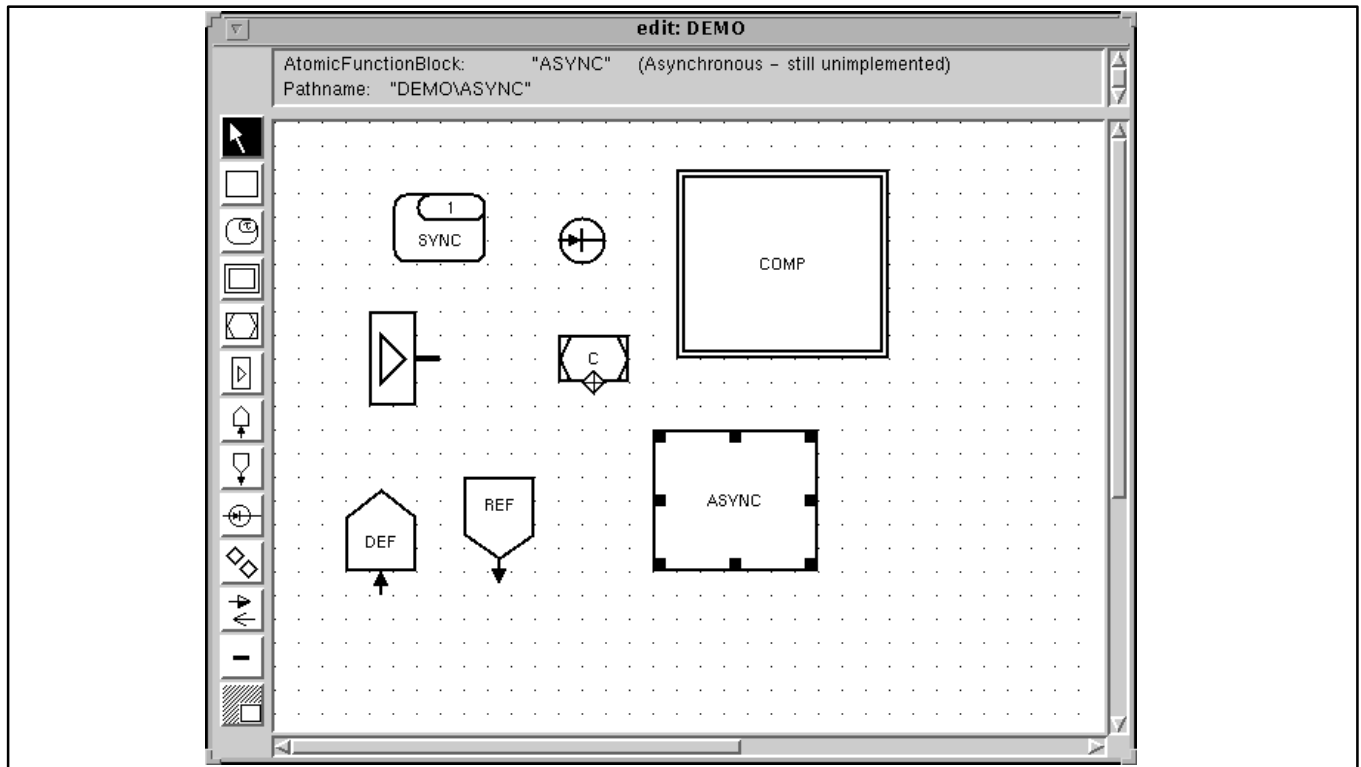 edit: DEMO
AtomicFunctionBlock: "ASYNC" (Asynchronous – still unimplemented)
Pathname: "DEMO\ASYNC"
1
SYNC
COMP
C
REF
ASYNC
DEF